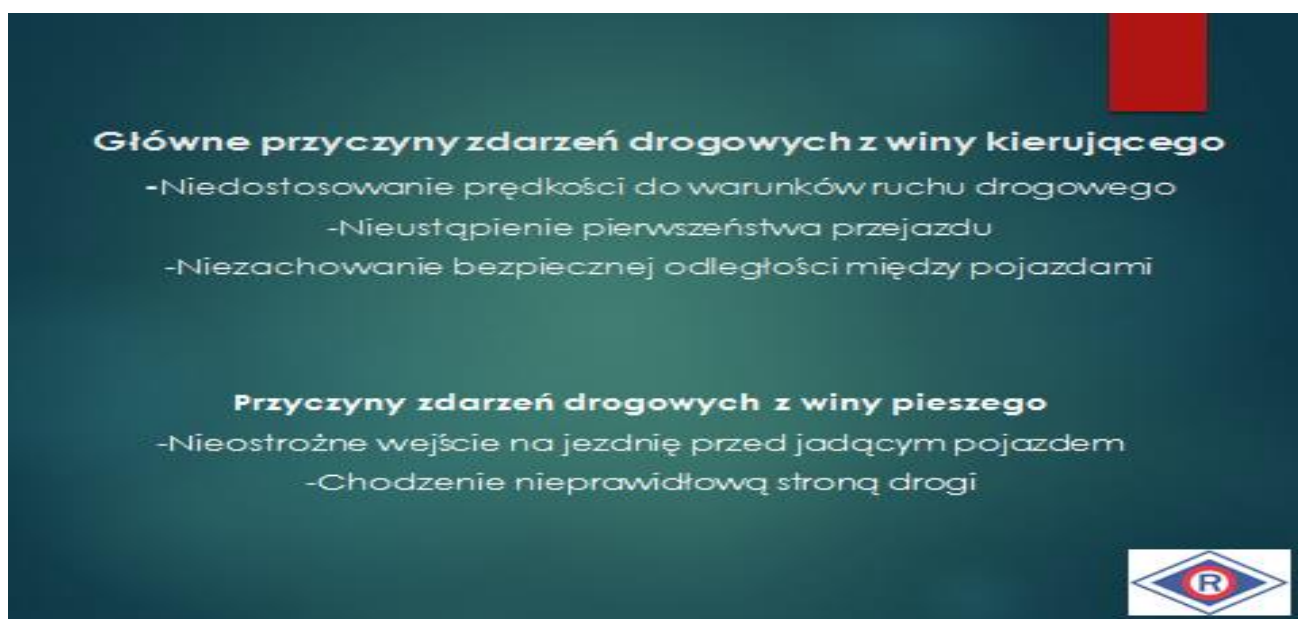 Główne przyczyny zdarzeń drogowych z winy kierującego
-Niedostosowanie prędkości do warunków ruchu drogowego
-Nieustąpienie pierwszeństwa przejazdu
-Niezachowanie bezpiecznej odległości między pojazdami
Przyczyny zdarzeń drogowych z winy pieszego
-Nieostrożne wejście na jezdnię przed jadącym pojazdem
-Chodzenie nieprawidłową stroną drogi
R